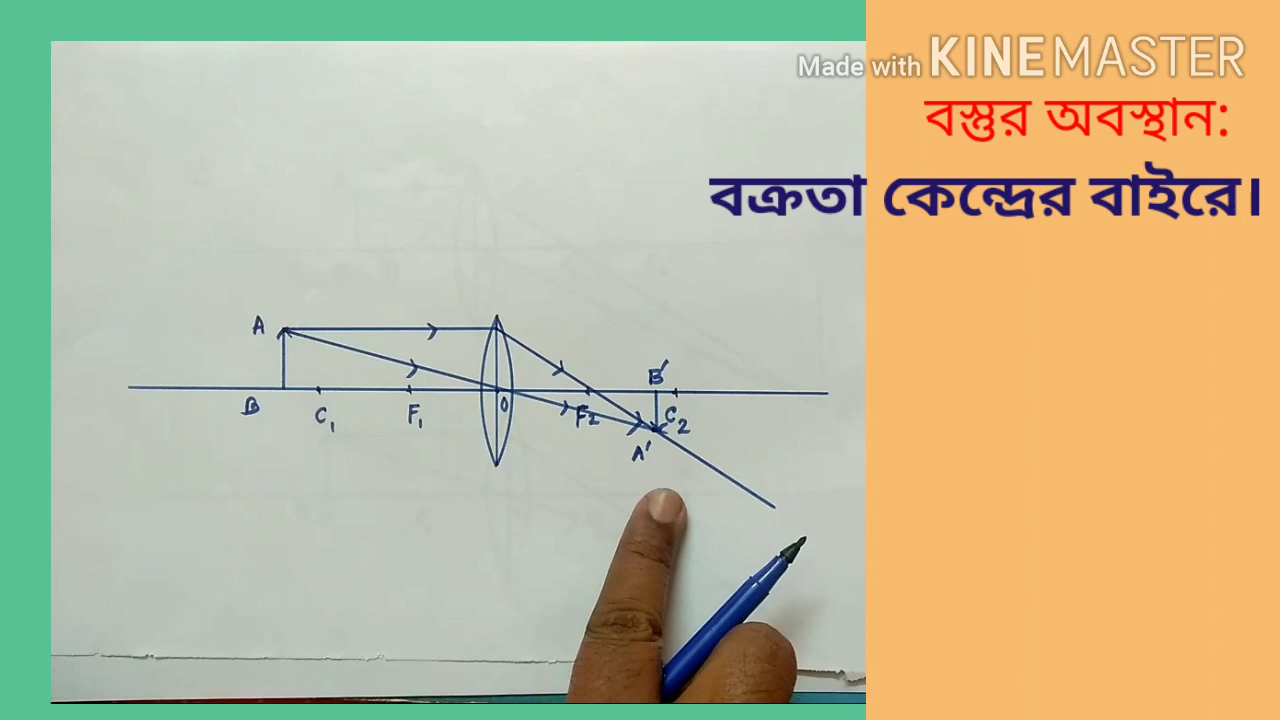 Made with KINEMASTER
বস্তুর অবস্থান:
বক্রতা কেন্দ্রের বাইরে।
A
B'
B
C₁
F₁
O
F₂
C₂
A'